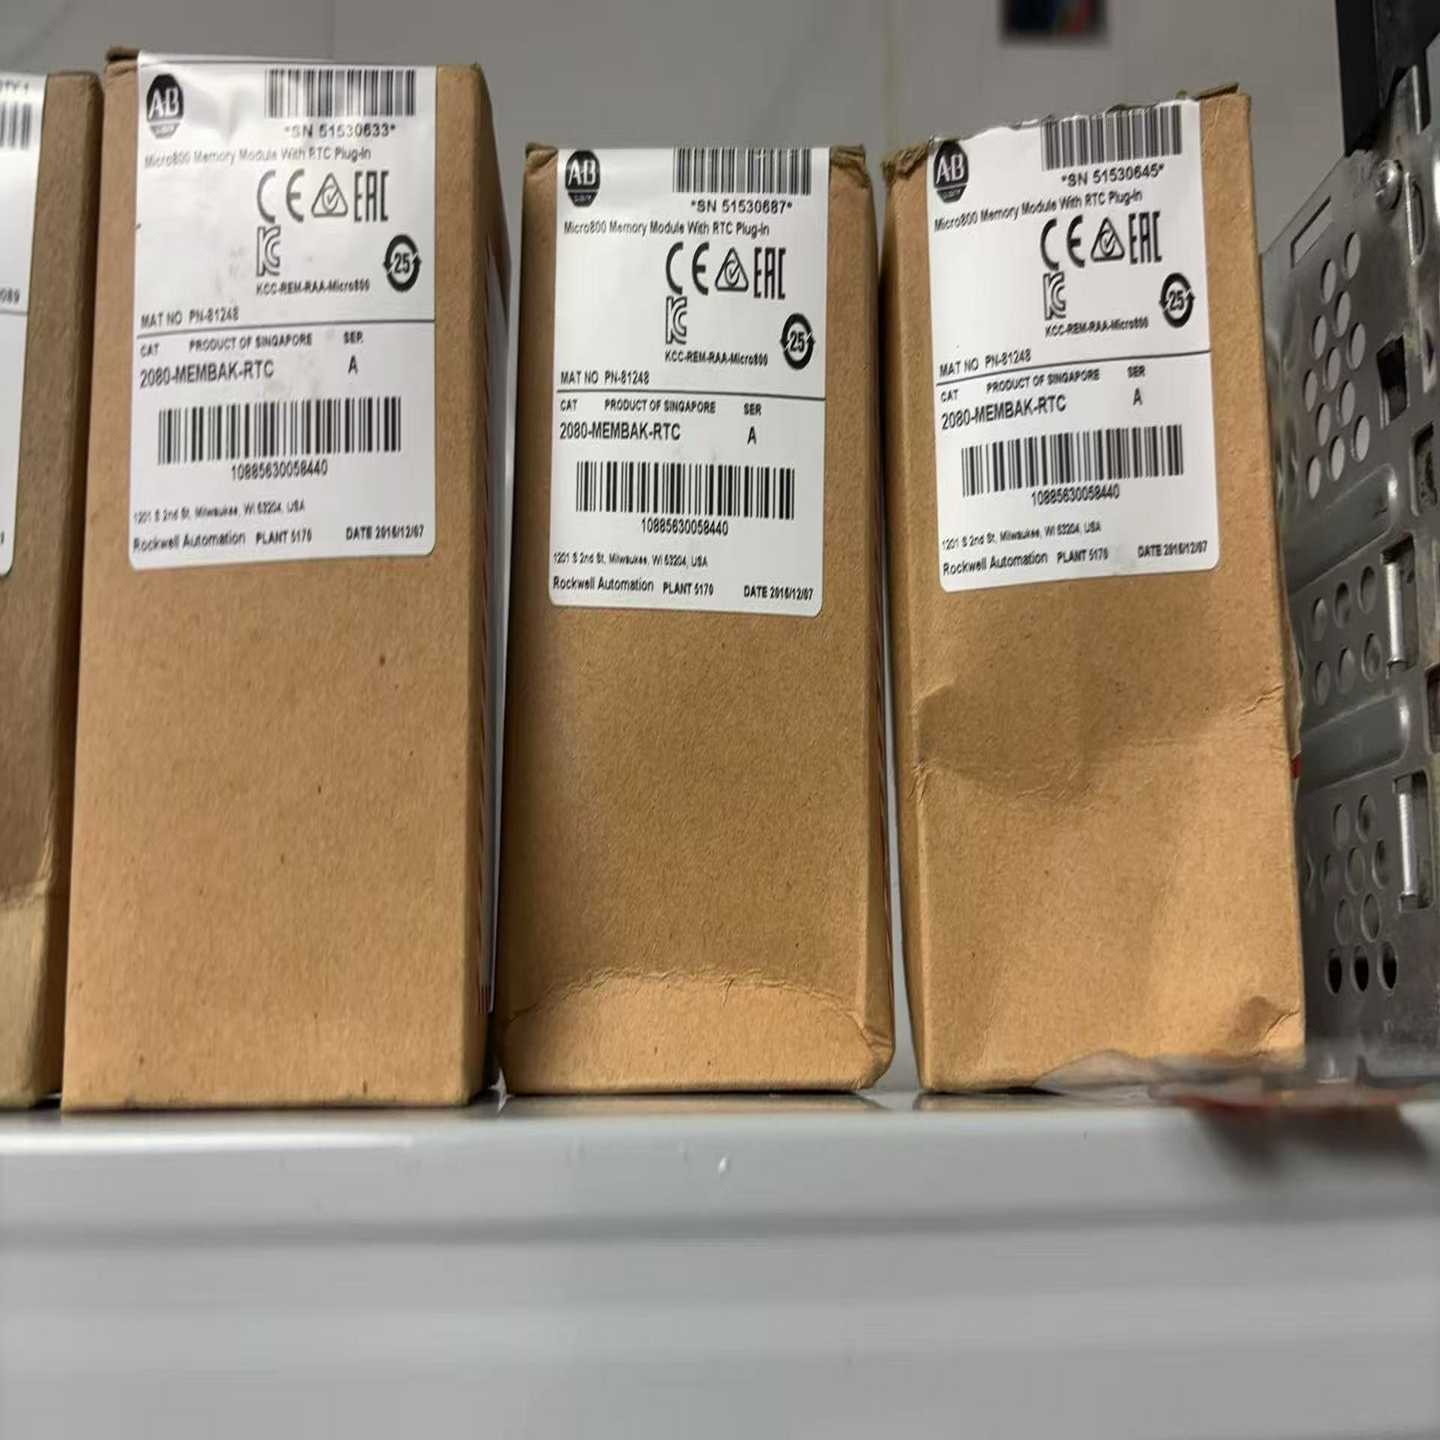 QTY 1
089
AB
*SN 51530633*
Micro800 Memory Module With RTC Plug-In
CE EAC
KC
25
KCC-REM-RAA-Micro800
MAT NO PN-81248
CAT PRODUCT OF SINGAPORE SER
2080-MEMBAK-RTC A
10885630058440
1201 S 2nd St, Milwaukee, WI 53204, USA
Rockwell Automation PLANT 5170 DATE 2016/12/07
AB
*SN 51530687*
Micro800 Memory Module With RTC Plug-In
CE EAC
KC
25
KCC-REM-RAA-Micro800
MAT NO PN-81248
CAT PRODUCT OF SINGAPORE SER
2080-MEMBAK-RTC A
10885630058440
1201 S 2nd St, Milwaukee, WI 53204, USA
Rockwell Automation PLANT 5170 DATE 2016/12/07
AB
*SN 51530645*
Micro800 Memory Module With RTC Plug-In
CE EAC
KC
25
KCC-REM-RAA-Micro800
MAT NO PN-81248
CAT PRODUCT OF SINGAPORE SER
2080-MEMBAK-RTC A
10885630058440
1201 S 2nd St, Milwaukee, WI 53204, USA
Rockwell Automation PLANT 5170 DATE 2016/12/07